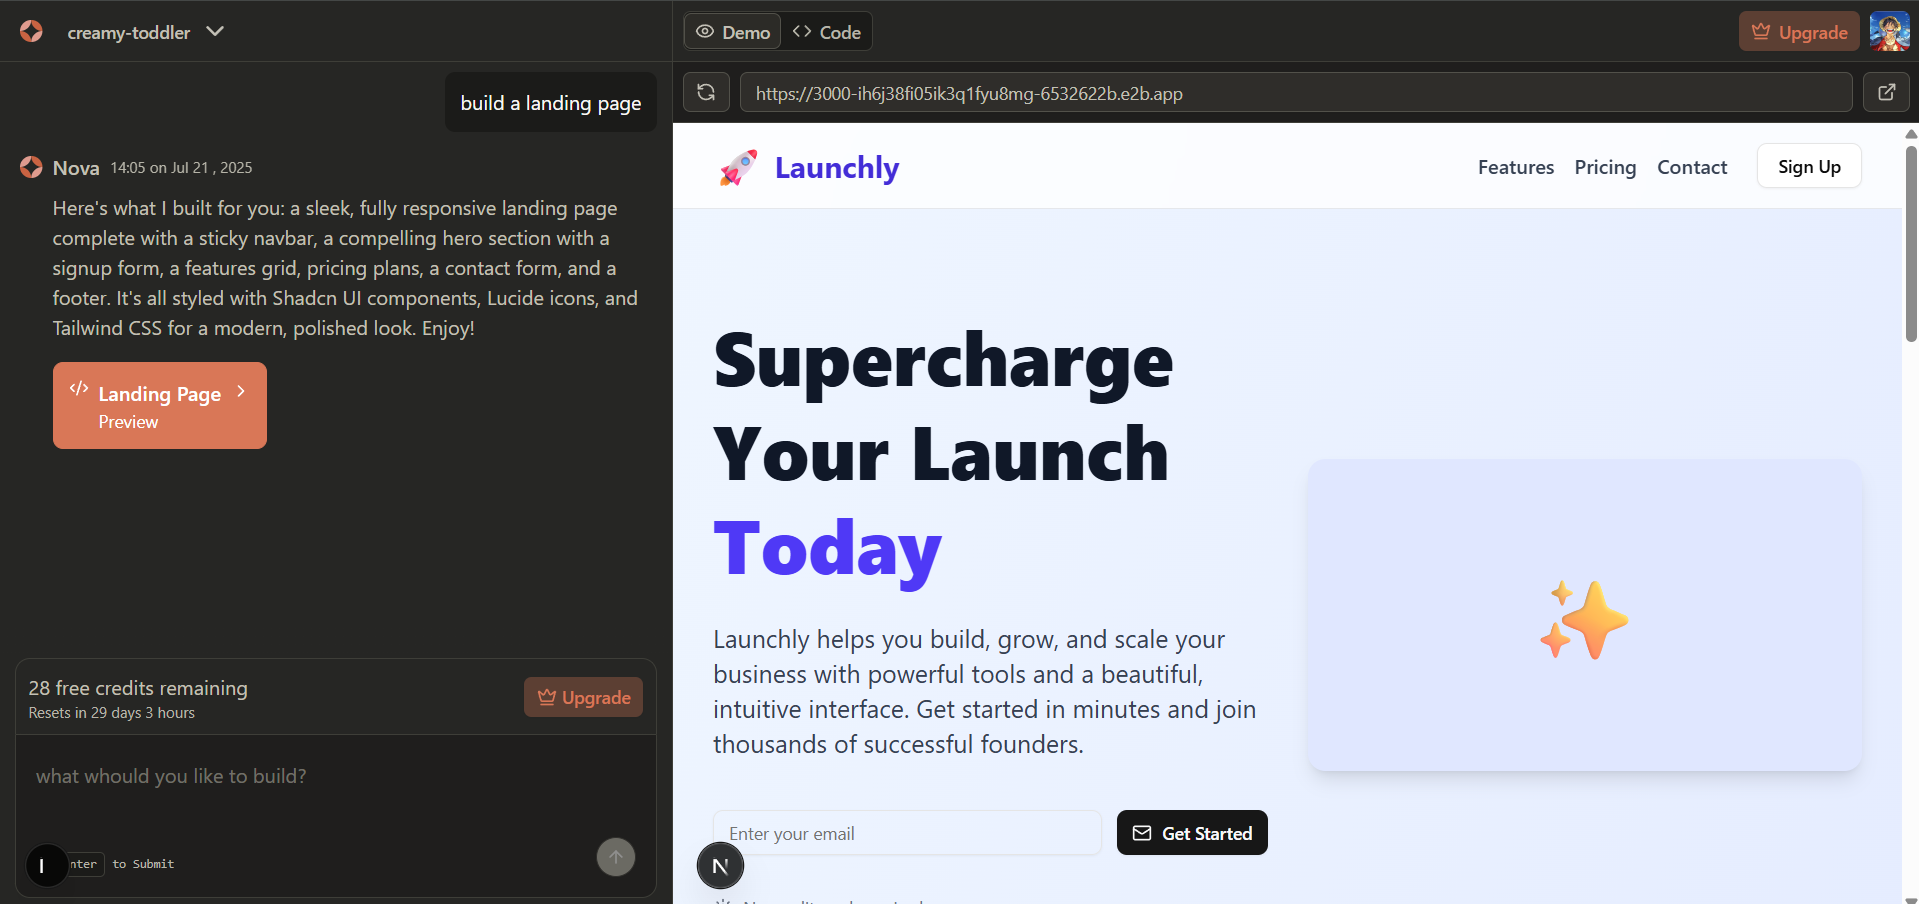 creamy-toddler
Demo
Code
Upgrade
build a landing page
https://3000-ih6j38fi05ik3q1fyu8mg-6532622b.e2b.app
Nova 14:05 on Jul 21 , 2025
Here's what I built for you: a sleek, fully responsive landing page
complete with a sticky navbar, a compelling hero section with a
signup form, a features grid, pricing plans, a contact form, and a
footer. It's all styled with Shadcn UI components, Lucide icons, and
Tailwind CSS for a modern, polished look. Enjoy!
</> Landing Page
Preview
28 free credits remaining
Resets in 29 days 3 hours
Upgrade
what whould you like to build?
nter to Submit
Launchly
Features
Pricing
Contact
Sign Up
Supercharge
Your Launch
Today
Launchly helps you build, grow, and scale your
business with powerful tools and a beautiful,
intuitive interface. Get started in minutes and join
thousands of successful founders.
Enter your email
Get Started
N